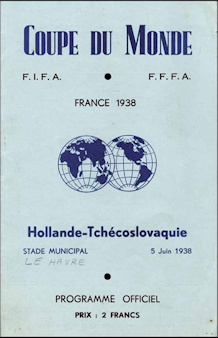 COUPE DU MONDE
F.I.F.A. ● F.F.F.A.
FRANCE 1938
Hollande-Tchécoslovaquie
STADE MUNICIPAL 5 Juin 1938
LE HAVRE
PROGRAMME OFFICIEL
PRIX : 2 FRANCS